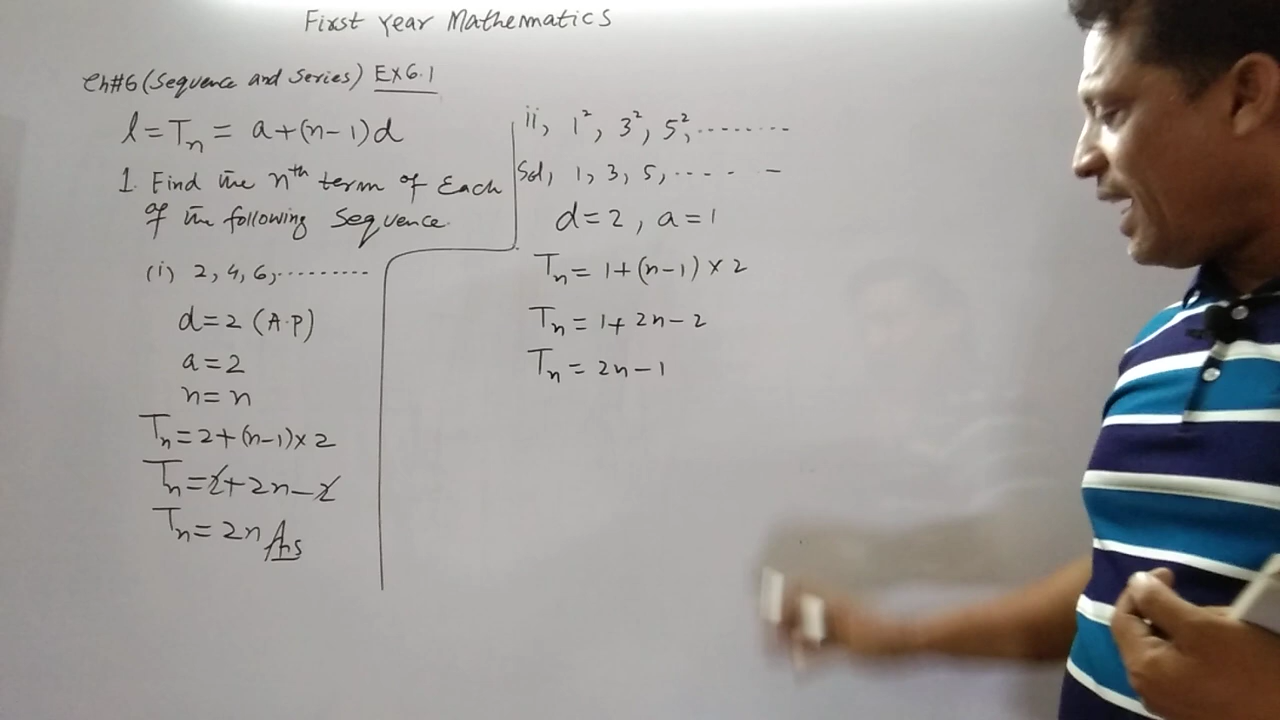 First Year Mathematics
Ch#6 (Sequence and Series) Ex 6.1
l = Tn = a+(n-1)d
1. Find the nth term of Each
of the following Sequence.
(i) 2, 4, 6, ---------
d=2 (A.P)
a=2
n=n
Tn=2+(n-1)×2
Tn=2+2n-2
Tn=2n Ans
ii, 1², 3², 5², --------
Sol, 1, 3, 5, ---- -
d=2, a=1
Tn = 1+(n-1)×2
Tn = 1+2n-2
Tn = 2n-1